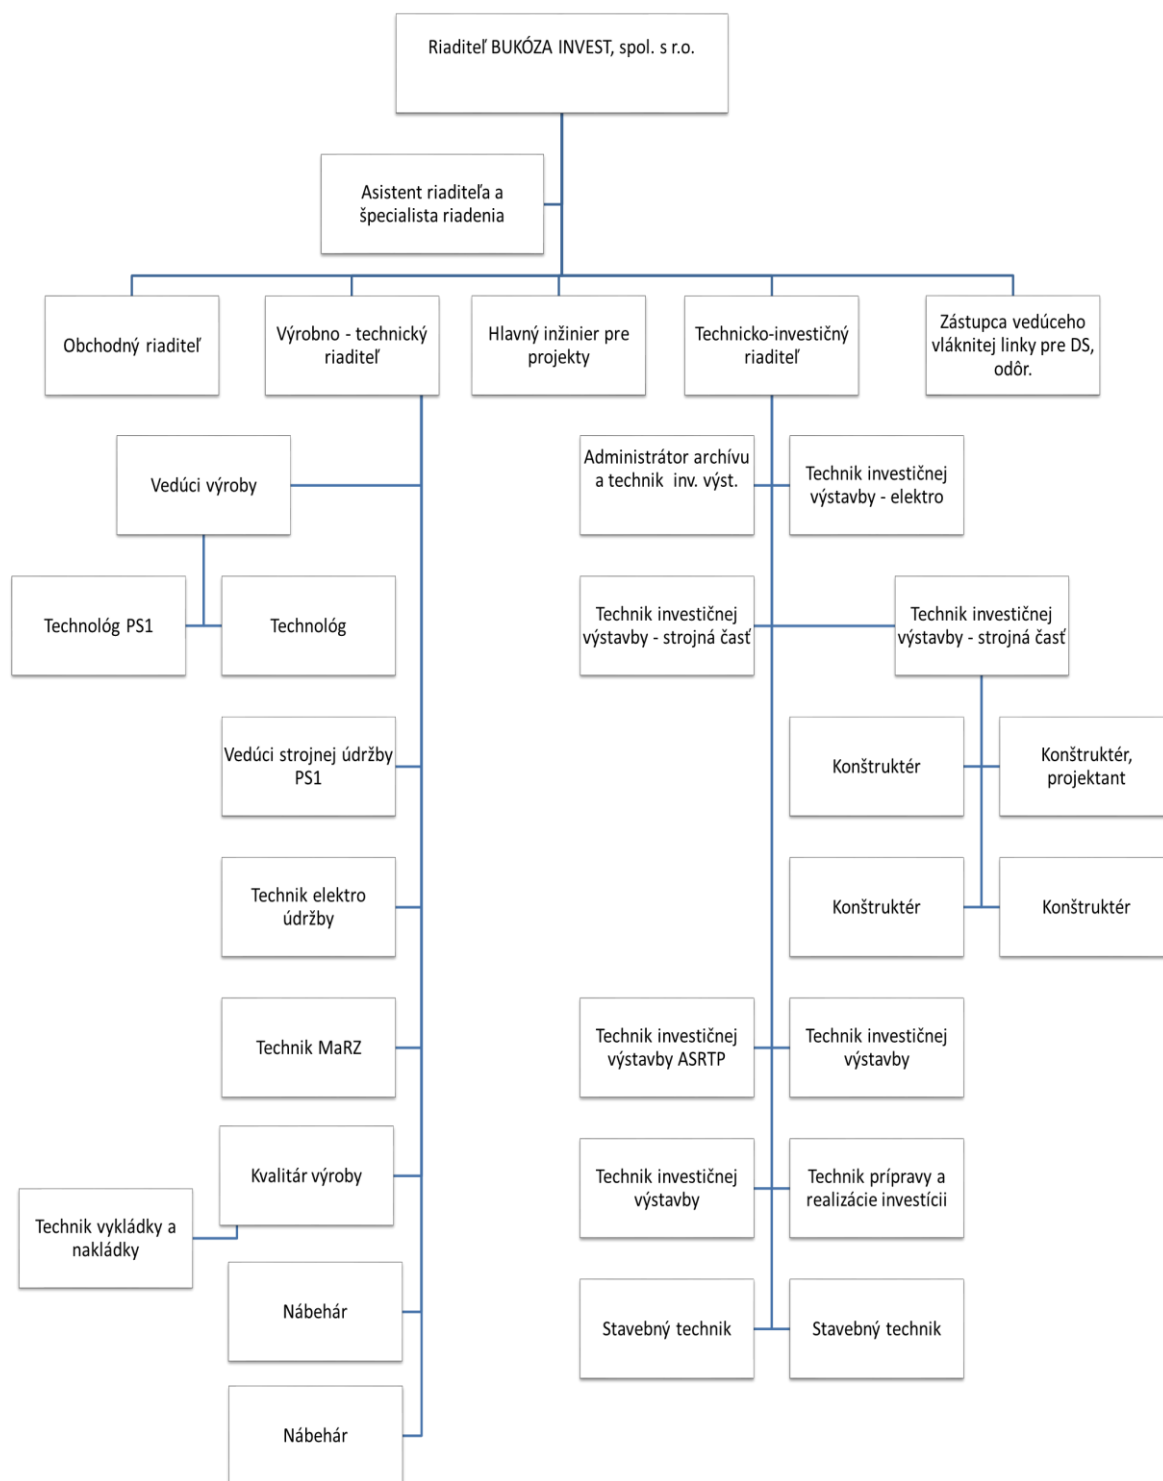 Riaditeľ BUKÓZA INVEST, spol. s r.o.
Asistent riaditeľa a
špecialista riadenia
Obchodný riaditeľ
Výrobno - technický
riaditeľ
Hlavný inžinier pre
projekty
Technicko-investičný
riaditeľ
Zástupca vedúceho
vláknitej linky pre DS,
odôr.
Vedúci výroby
Administrátor archívu
a technik  inv. výst.
Technik investičnej
výstavby - elektro
Technológ PS1
Technológ
Technik investičnej
výstavby - strojná časť
Technik investičnej
výstavby - strojná časť
Vedúci strojnej údržby
PS1
Konštruktér
Konštruktér,
projektant
Technik elektro
údržby
Konštruktér
Konštruktér
Technik MaRZ
Technik investičnej
výstavby ASRTP
Technik investičnej
výstavby
Kvalitár výroby
Technik investičnej
výstavby
Technik prípravy a
realizácie investícii
Technik vykládky a
nakládky
Nábehár
Stavebný technik
Stavebný technik
Nábehár